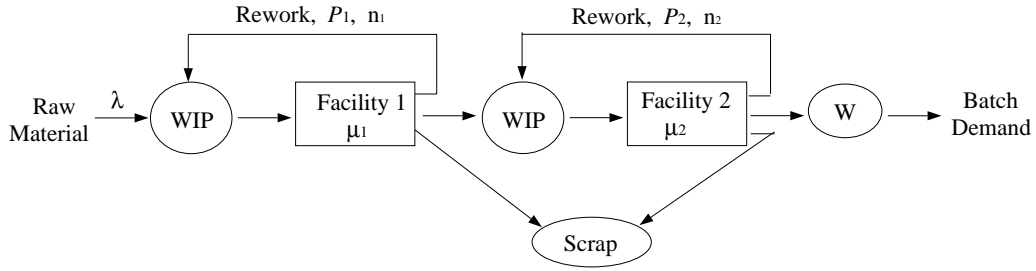 Rework, P₁, n₁
Rework, P₂, n₂
Raw
Material
λ
WIP
Facility 1
μ₁
WIP
Facility 2
μ₂
W
Batch
Demand
Scrap